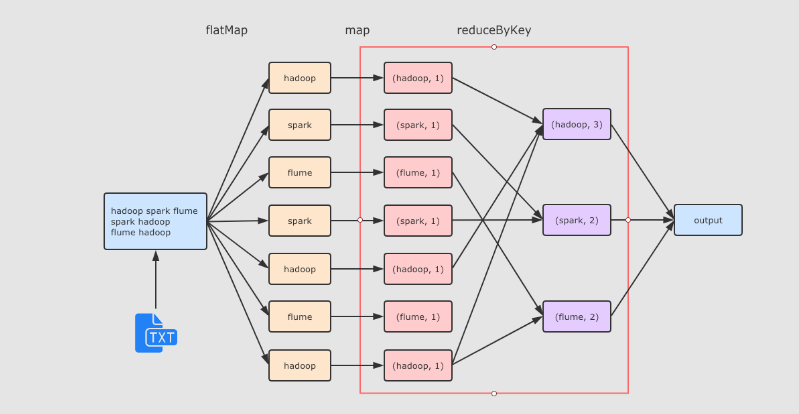 flatMap
map
reduceByKey
hadoop spark flume
spark hadoop
flume hadoop
TXT
hadoop
spark
flume
spark
hadoop
flume
hadoop
(hadoop, 1)
(spark, 1)
(flume, 1)
(spark, 1)
(hadoop, 1)
(flume, 1)
(hadoop, 1)
(hadoop, 3)
(spark, 2)
(flume, 2)
output